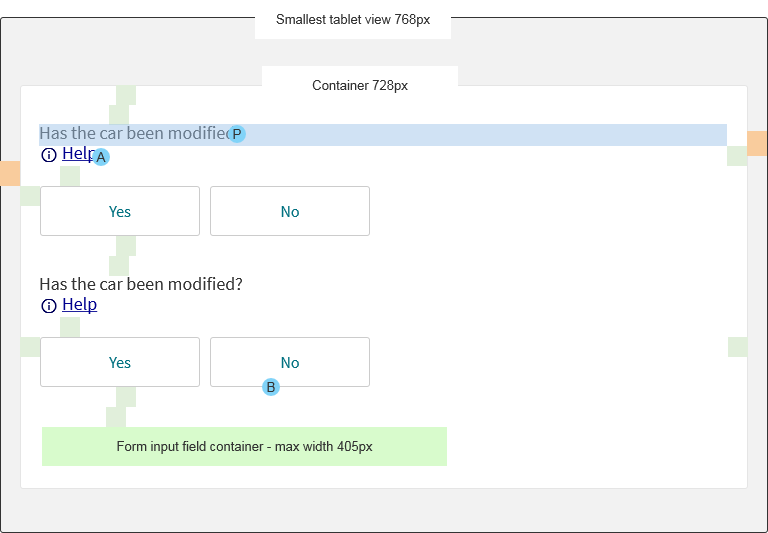 Smallest tablet view 768px
Container 728px
Has the car been modified P
Help A
Yes No
Has the car been modified?
Help
Yes No
B
Form input field container - max width 405px